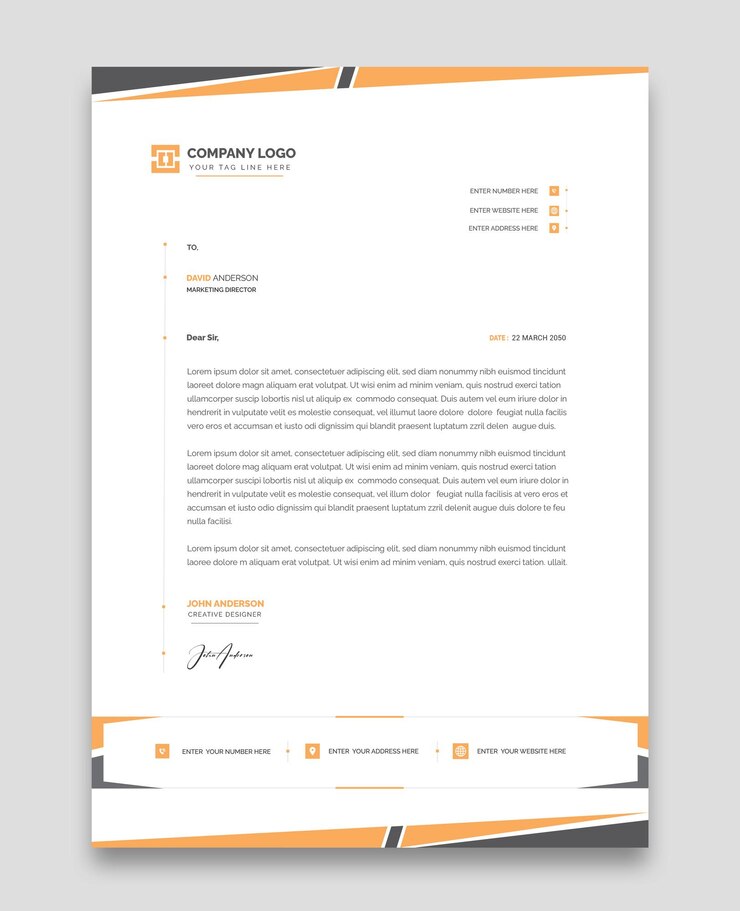 COMPANY LOGO
YOUR TAG LINE HERE
ENTER NUMBER HERE
ENTER WEBSITE HERE
ENTER ADDRESS HERE
TO.
DAVID ANDERSON
MARKETING DIRECTOR
Dear Sir,
DATE : 22 MARCH 2050
Lorem ipsum dolor sit amet, consectetuer adipiscing elit, sed diam nonummy nibh euismod tincidunt
laoreet dolore magn aliquam erat volutpat. Ut wisi enim ad minim veniam, quis nostrud exerci tation
ullamcorper suscip lobortis nisl ut aliquip ex commodo consequat. Duis autem vel eum iriure dolor in
hendrerit in vulputate velit es molestie consequat, vel illumut laore dolore dolore feugiat nulla facilis
vero eros et accumsan et iusto odi dignissim qui blandit praesent luptatum zzril delen augue duis.
Lorem ipsum dolor sit amet, consectetuer adipiscing elit, sed diam nonummy nibh euismod tincidunt
laoreet dolore magna aliquam erat volutpat. Ut wisi enim ad minim veniam, quis nostrud exerci tation
ullamcorper suscipi lobortis nisl ut aliquip ex commodo consequat. Duis autem vel eum iriure dolor in
hendrerit in vulputate velit esse molestie consequat, vel illum dolor feugiat nulla facilisis at vero eros et
accumsan et iusto odio dignissim qui blandit praesent luptatum zzril delenit augue duis dolore te feu
nulla facilisi.
Lorem ipsum dolor sit amet, consectetuer adipiscing elit, sed diam nonummy nibh euismod tincidunt
laoree dolore m aliquam erat volutpat. Ut wisi enim ad minim veniam, quis nostrud exerci tation. ullait.
JOHN ANDERSON
CREATIVE DESIGNER
John Anderson
ENTER YOUR NUMBER HERE
ENTER YOUR ADDRESS HERE
ENTER YOUR WEBSITE HERE